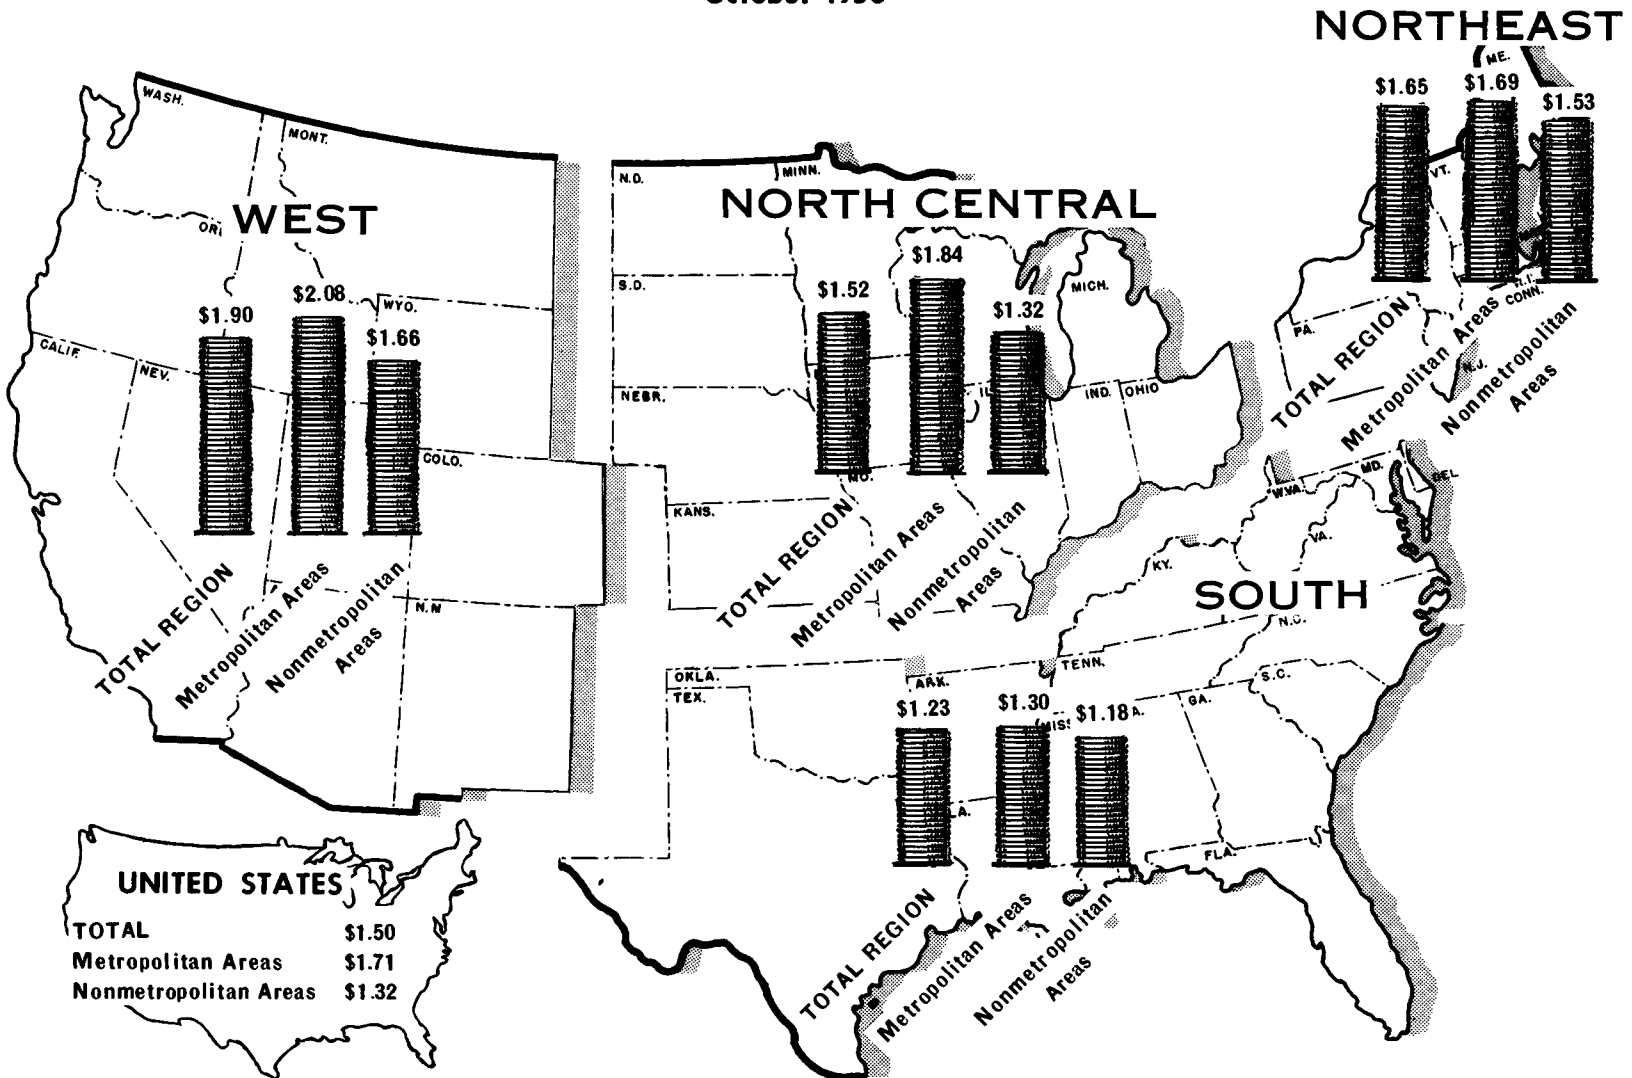 NORTHEAST
ME.
$1.65
$1.69
$1.53
VT.
R.I.
CONN.
PA.
N.J.
TOTAL REGION
Metropolitan Areas
Nonmetropolitan
Areas
WASH.
MONT.
WEST
$1.90
$2.08
$1.66
WYO.
CALIF.
NEV.
COLO.
N.M
TOTAL REGION
Metropolitan Areas
Nonmetropolitan
Areas
N.D.
MINN.
NORTH CENTRAL
$1.52
$1.84
$1.32
S.D.
MICH.
NEBR.
IND.
OHIO
KANS.
MO.
TOTAL REGION
Metropolitan Areas
Nonmetropolitan
Areas
MD.
DEL
W.VA.
VA.
KY.
SOUTH
N.C.
TENN.
OKLA.
ARK.
TEX.
S.C.
GA.
$1.23
$1.30
$1.18
FLA.
TOTAL REGION
Metropolitan Areas
Nonmetropolitan
Areas
UNITED STATES
TOTAL $1.50
Metropolitan Areas $1.71
Nonmetropolitan Areas $1.32